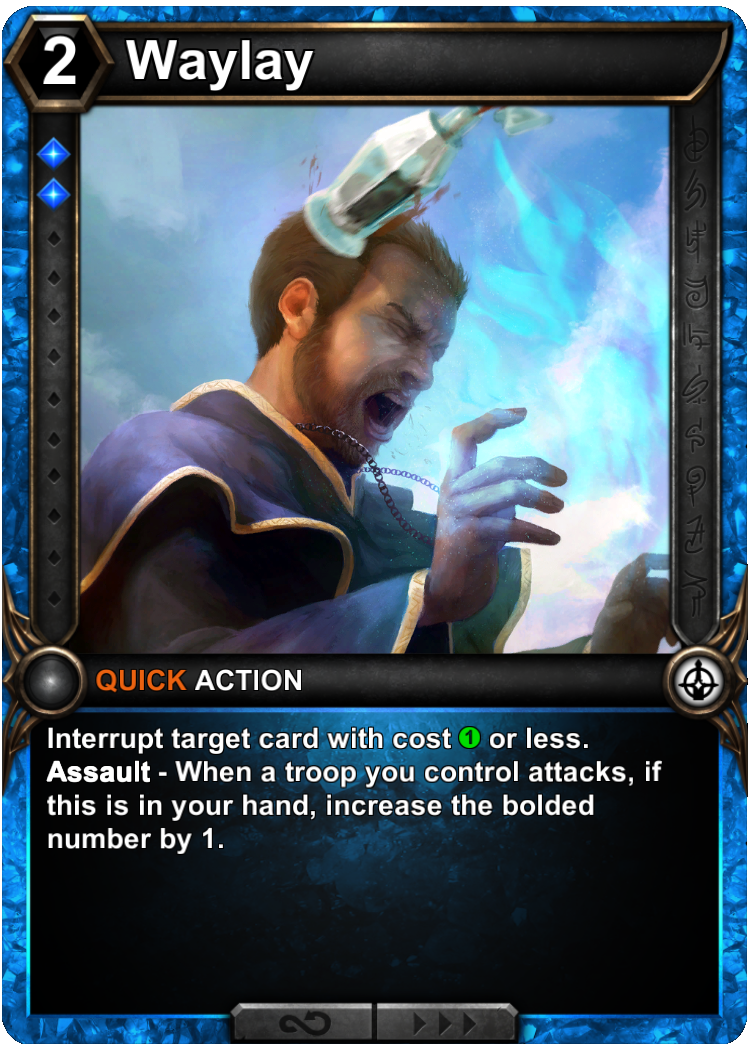 2 Waylay
QUICK ACTION
Interrupt target card with cost 1 or less.
Assault - When a troop you control attacks, if
this is in your hand, increase the bolded
number by 1.